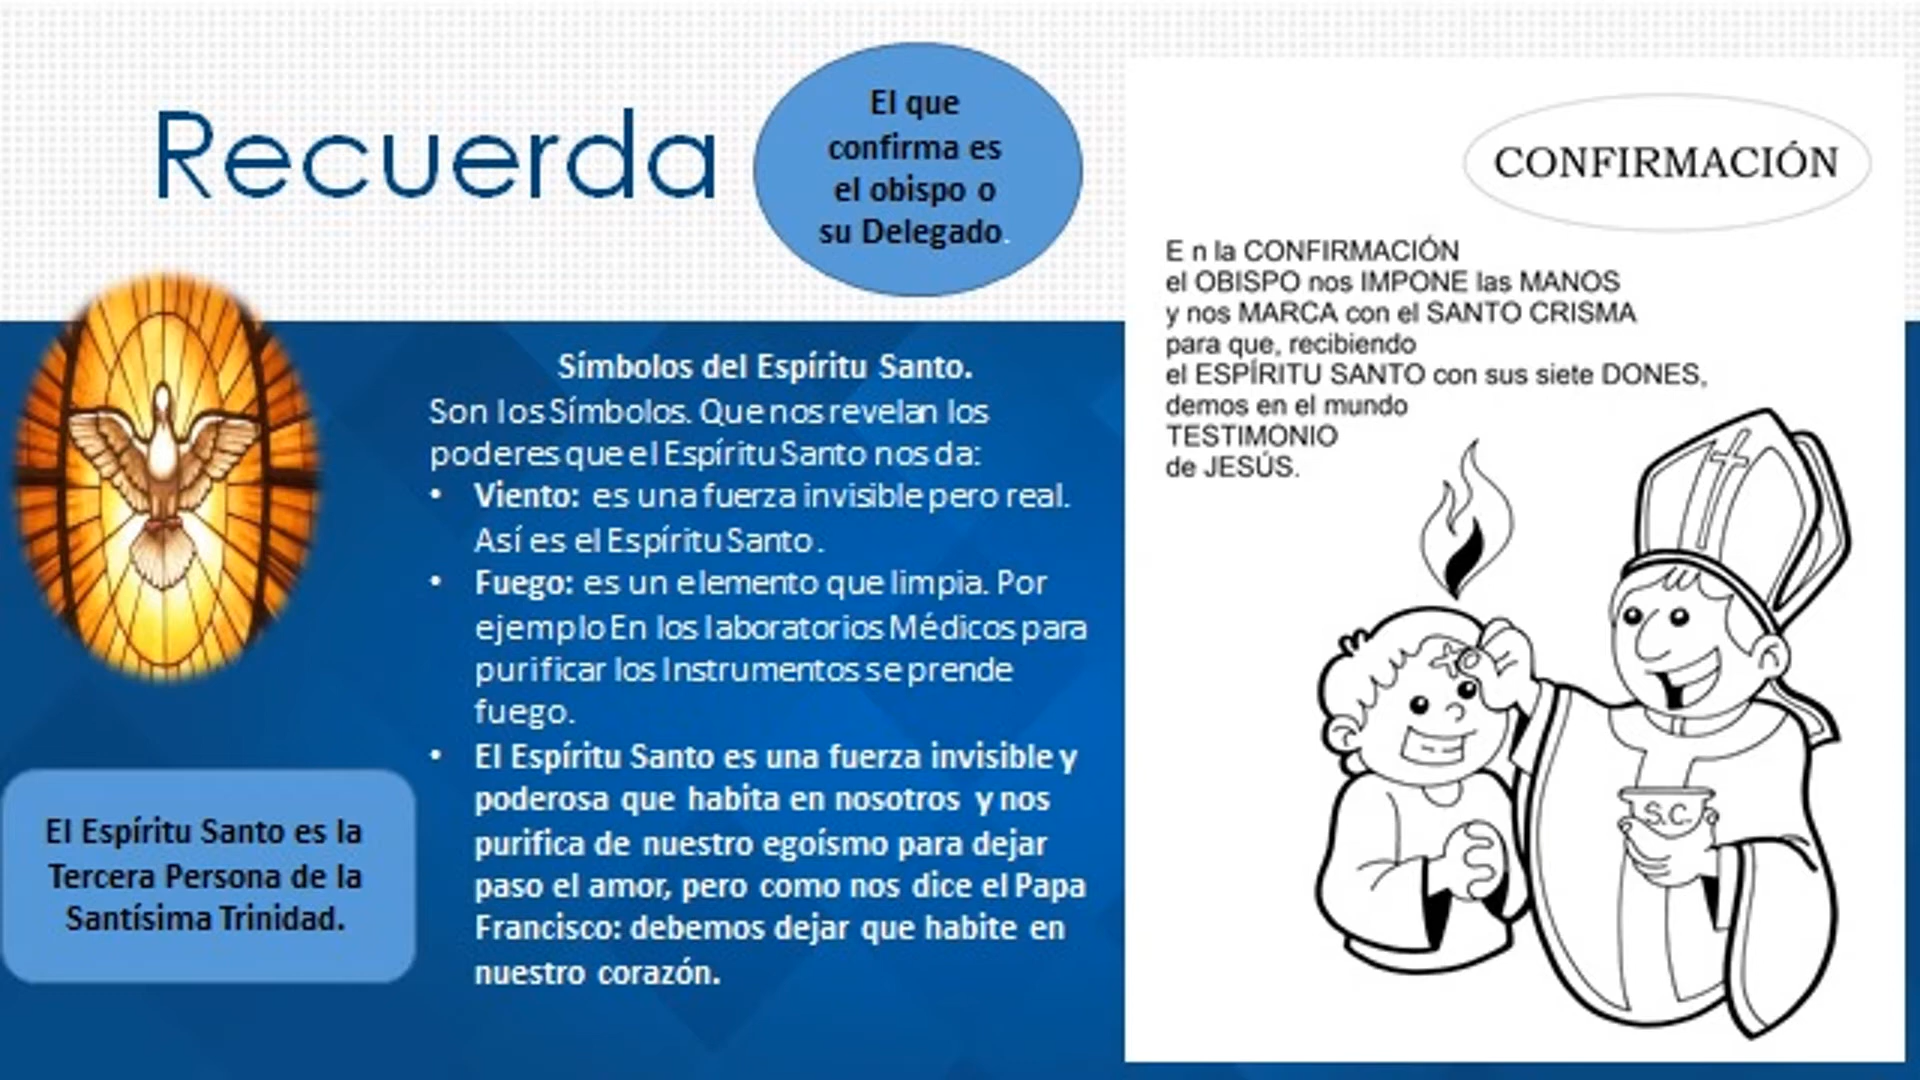 Recuerda
El que
confirma es
el obispo o
su Delegado.
CONFIRMACIÓN
E n la CONFIRMACIÓN
el OBISPO nos IMPONE las MANOS
y nos MARCA con el SANTO CRISMA
para que, recibiendo
el ESPÍRITU SANTO con sus siete DONES,
demos en el mundo
TESTIMONIO
de JESÚS.
S.C.
Símbolos del Espíritu Santo.
Son los Símbolos. Que nos revelan los
poderes que el Espíritu Santo nos da:
• Viento: es una fuerza invisible pero real.
Así es el Espíritu Santo.
• Fuego: es un elemento que limpia. Por
ejemplo En los laboratorios Médicos para
purificar los Instrumentos se prende
fuego.
• El Espíritu Santo es una fuerza invisible y
poderosa que habita en nosotros y nos
purifica de nuestro egoísmo para dejar
paso el amor, pero como nos dice el Papa
Francisco: debemos dejar que habite en
nuestro corazón.
El Espíritu Santo es la
Tercera Persona de la
Santísima Trinidad.